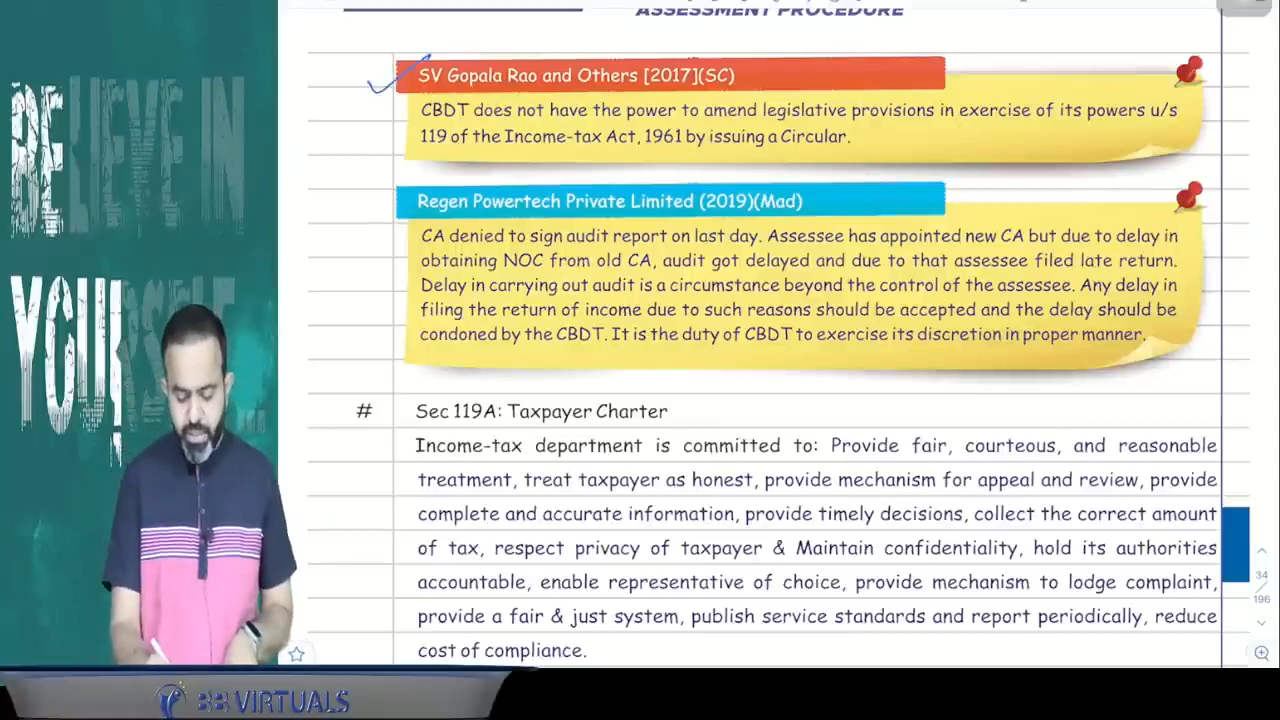 ASSESSMENT PROCEDURE
BELIEVE IN
YOURSELF
SV Gopala Rao and Others [2017](SC)
CBDT does not have the power to amend legislative provisions in exercise of its powers u/s
119 of the Income-tax Act, 1961 by issuing a Circular.
Regen Powertech Private Limited (2019)(Mad)
CA denied to sign audit report on last day. Assessee has appointed new CA but due to delay in
obtaining NOC from old CA, audit got delayed and due to that assessee filed late return.
Delay in carrying out audit is a circumstance beyond the control of the assessee. Any delay in
filing the return of income due to such reasons should be accepted and the delay should be
condoned by the CBDT. It is the duty of CBDT to exercise its discretion in proper manner.
# Sec 119A: Taxpayer Charter
Income-tax department is committed to: Provide fair, courteous, and reasonable
treatment, treat taxpayer as honest, provide mechanism for appeal and review, provide
complete and accurate information, provide timely decisions, collect the correct amount
of tax, respect privacy of taxpayer & Maintain confidentiality, hold its authorities
accountable, enable representative of choice, provide mechanism to lodge complaint,
provide a fair & just system, publish service standards and report periodically, reduce
cost of compliance.
34
196
BB VIRTUALS